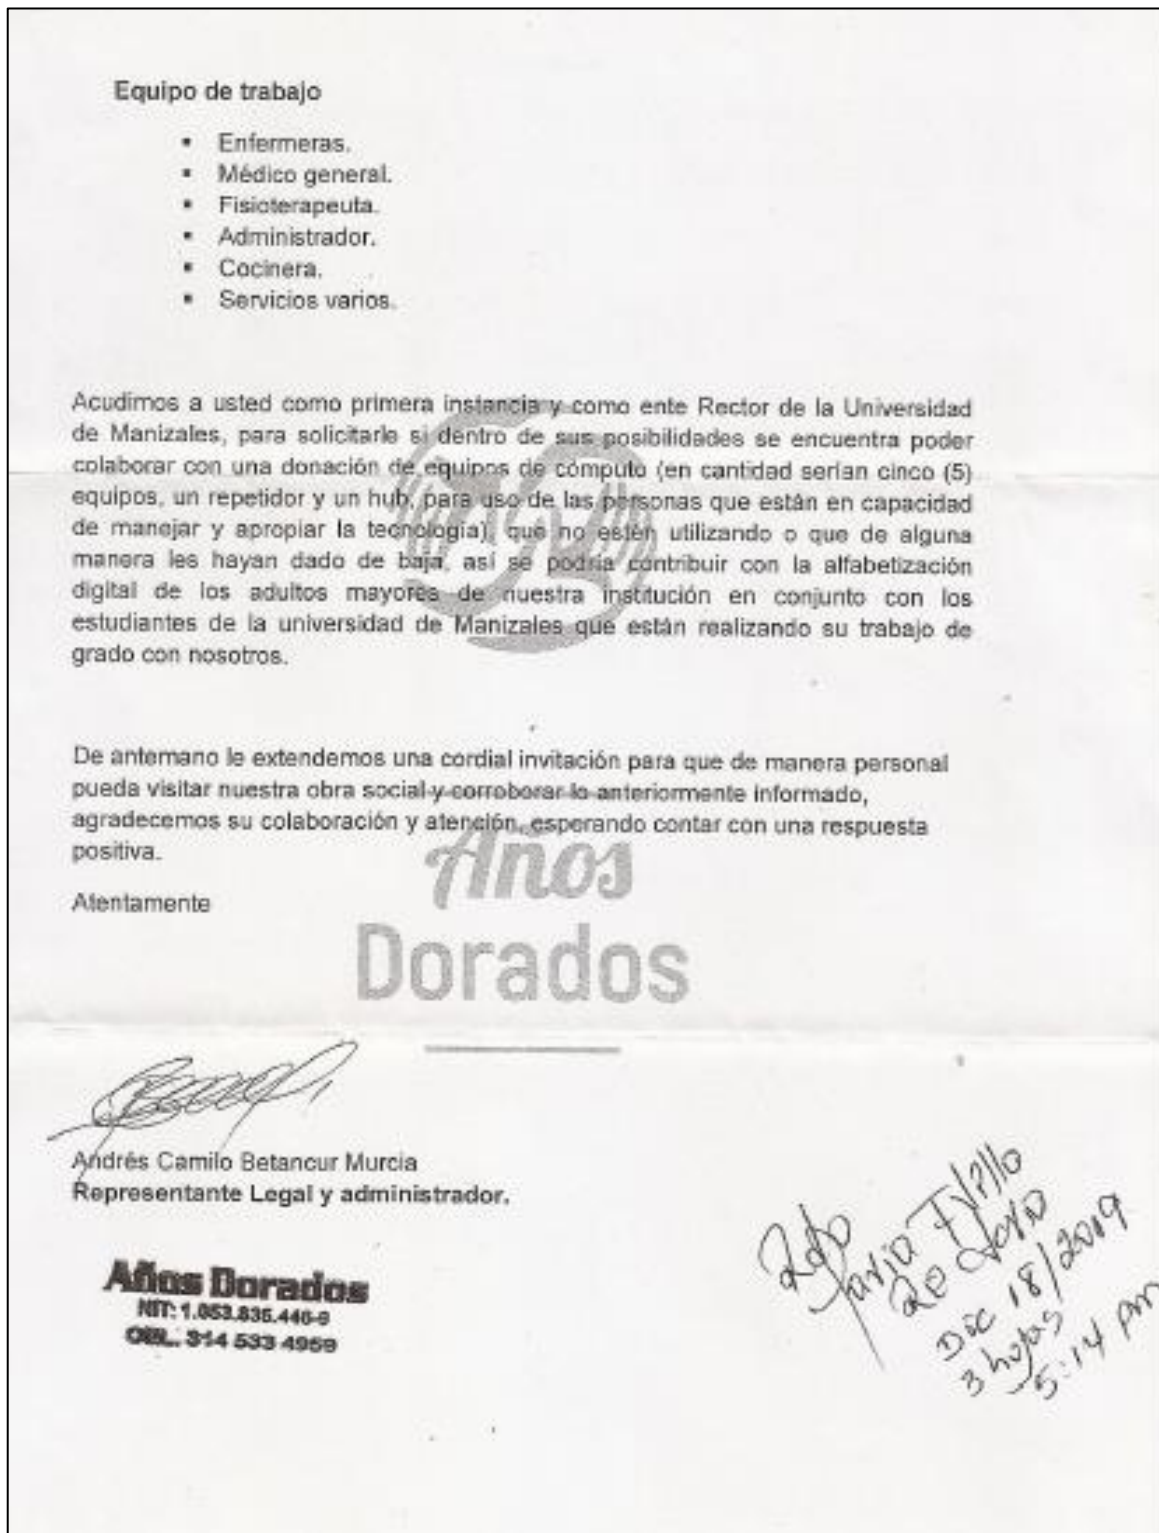 Equipo de trabajo
▪ Enfermeras.
▪ Médico general.
▪ Fisioterapeuta.
▪ Administrador.
▪ Cocinera.
▪ Servicios varios.
Acudimos a usted como primera instancia y como ente Rector de la Universidad
de Manizales, para solicitarle si dentro de sus posibilidades se encuentra poder
colaborar con una donación de equipos de cómputo (en cantidad serían cinco (5)
equipos, un repetidor y un hub, para uso de las personas que están en capacidad
de manejar y apropiar la tecnología), que no estén utilizando o que de alguna
manera les hayan dado de baja, así se podría contribuir con la alfabetización
digital de los adultos mayores de nuestra institución en conjunto con los
estudiantes de la universidad de Manizales que están realizando su trabajo de
grado con nosotros.
De antemano le extendemos una cordial invitación para que de manera personal
pueda visitar nuestra obra social y corroborar lo anteriormente informado,
agradecemos su colaboración y atención, esperando contar con una respuesta
positiva.
Años
Atentamente
Dorados
Andrés Camilo Betancur Murcia
Representante Legal y administrador.
Años Dorados
NIT: 1.053.835.446-9
CEL. 314 533 4959
Dic 18/2019
3 hojas
5:14 pm